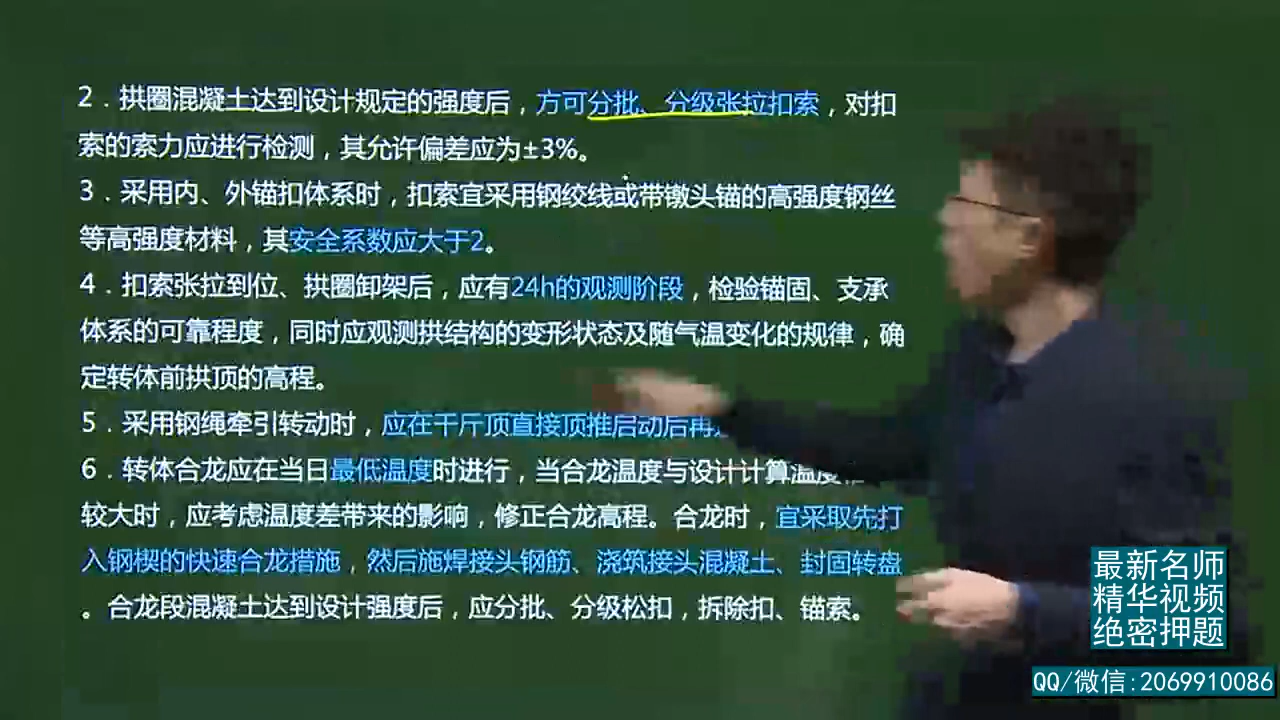 2．拱圈混凝土达到设计规定的强度后，方可分批、分级张拉扣索，对扣
索的索力应进行检测，其允许偏差应为±3%。
3．采用内、外锚扣体系时，扣索宜采用钢绞线或带镦头锚的高强度钢丝
等高强度材料，其安全系数应大于2。
4．扣索张拉到位、拱圈卸架后，应有24h的观测阶段，检验锚固、支承
体系的可靠程度，同时应观测拱结构的变形状态及随气温变化的规律，确
定转体前拱顶的高程。
5．采用钢绳牵引转动时，应在千斤顶直接顶推启动后再
6．转体合龙应在当日最低温度时进行，当合龙温度与设计计算温度
较大时，应考虑温度差带来的影响，修正合龙高程。合龙时，宜采取先打
入钢楔的快速合龙措施，然后施焊接头钢筋、浇筑接头混凝土、封固转盘
。合龙段混凝土达到设计强度后，应分批、分级松扣，拆除扣、锚索。
最新名师
精华视频
绝密押题
QQ/微信:2069910086